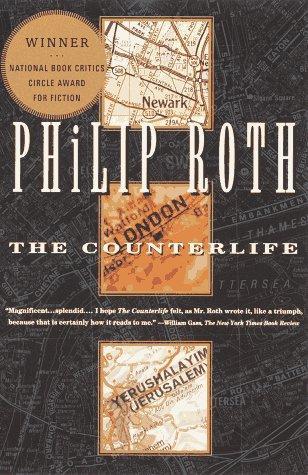 WINNER
NATIONAL BOOK CRITICS
CIRCLE AWARD
FOR FICTION
Newark
PHiLIP ROTH
LONDON
THE COUNTERLIFE
"Magnificent...splendid.... I hope The Counterlife felt, as Mr. Roth wrote it, like a triumph,
because that is certainly how it reads to me." —William Gass, The New York Times Book Review
YERUSHALAYIM
(JERUSALEM)